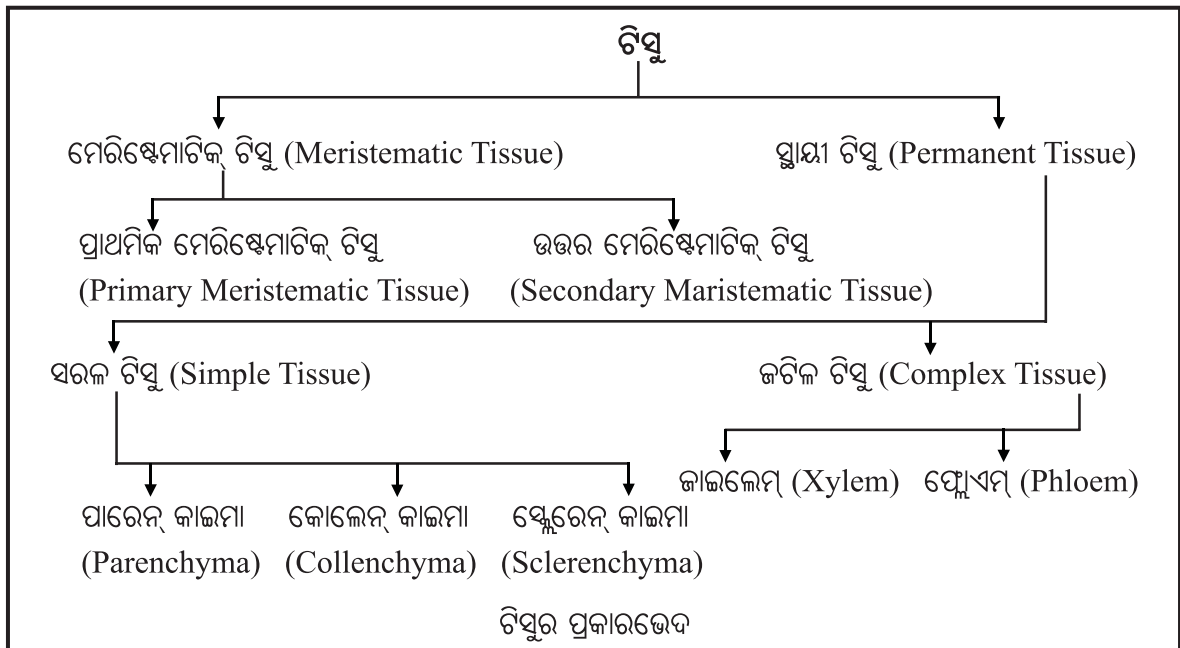 ଟିସୁ
ମେରିଷ୍ଟେମାଟିକ୍ ଟିସୁ (Meristematic Tissue) ସ୍ଥାୟୀ ଟିସୁ (Permanent Tissue)
ପ୍ରାଥମିକ ମେରିଷ୍ଟେମାଟିକ୍ ଟିସୁ ଉତ୍ତର ମେରିଷ୍ଟେମାଟିକ୍ ଟିସୁ
(Primary Meristematic Tissue) (Secondary Maristematic Tissue)
ସରଳ ଟିସୁ (Simple Tissue) ଜଟିଳ ଟିସୁ (Complex Tissue)
ଜାଇଲେମ୍ (Xylem) ଫ୍ଲୋଏମ୍ (Phloem)
ପାରେନ୍ କାଇମା କୋଲେନ୍ କାଇମା ସ୍କ୍ଲେରେନ୍ କାଇମା
(Parenchyma) (Collenchyma) (Sclerenchyma)
ଟିସୁର ପ୍ରକାରଭେଦ